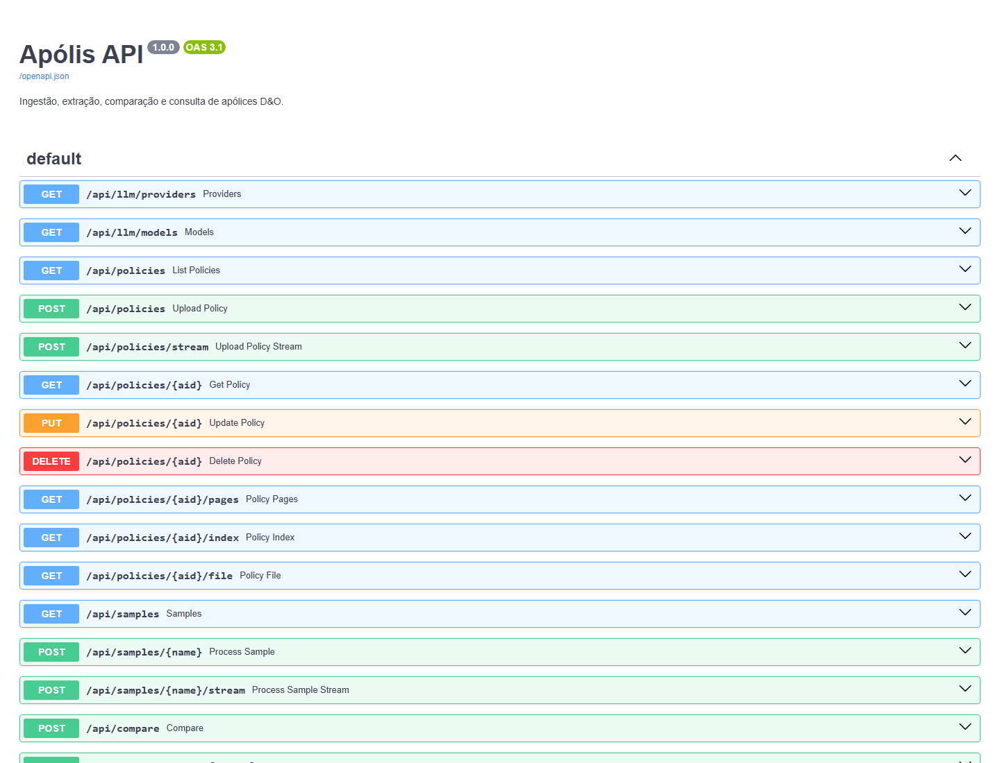 Apólis API 1.0.0 OAS 3.1
/openapi.json
Ingestão, extração, comparação e consulta de apólices D&O.
default
GET /api/llm/providers Providers
GET /api/llm/models Models
GET /api/policies List Policies
POST /api/policies Upload Policy
POST /api/policies/stream Upload Policy Stream
GET /api/policies/{aid} Get Policy
PUT /api/policies/{aid} Update Policy
DELETE /api/policies/{aid} Delete Policy
GET /api/policies/{aid}/pages Policy Pages
GET /api/policies/{aid}/index Policy Index
GET /api/policies/{aid}/file Policy File
GET /api/samples Samples
POST /api/samples/{name} Process Sample
POST /api/samples/{name}/stream Process Sample Stream
POST /api/compare Compare